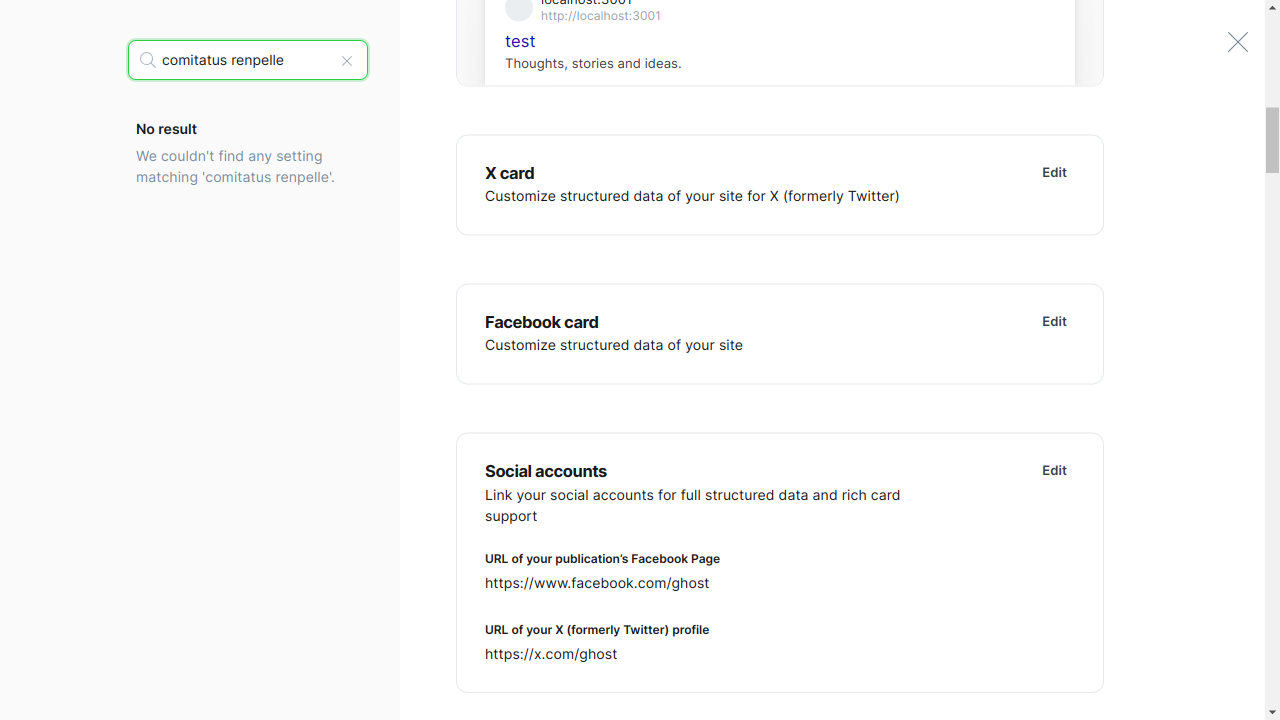 comitatus renpelle
No result
We couldn't find any setting
matching 'comitatus renpelle'.
localhost:3001
http://localhost:3001
test
Thoughts, stories and ideas.
X card
Edit
Customize structured data of your site for X (formerly Twitter)
Facebook card
Edit
Customize structured data of your site
Social accounts
Edit
Link your social accounts for full structured data and rich card
support
URL of your publication’s Facebook Page
https://www.facebook.com/ghost
URL of your X (formerly Twitter) profile
https://x.com/ghost